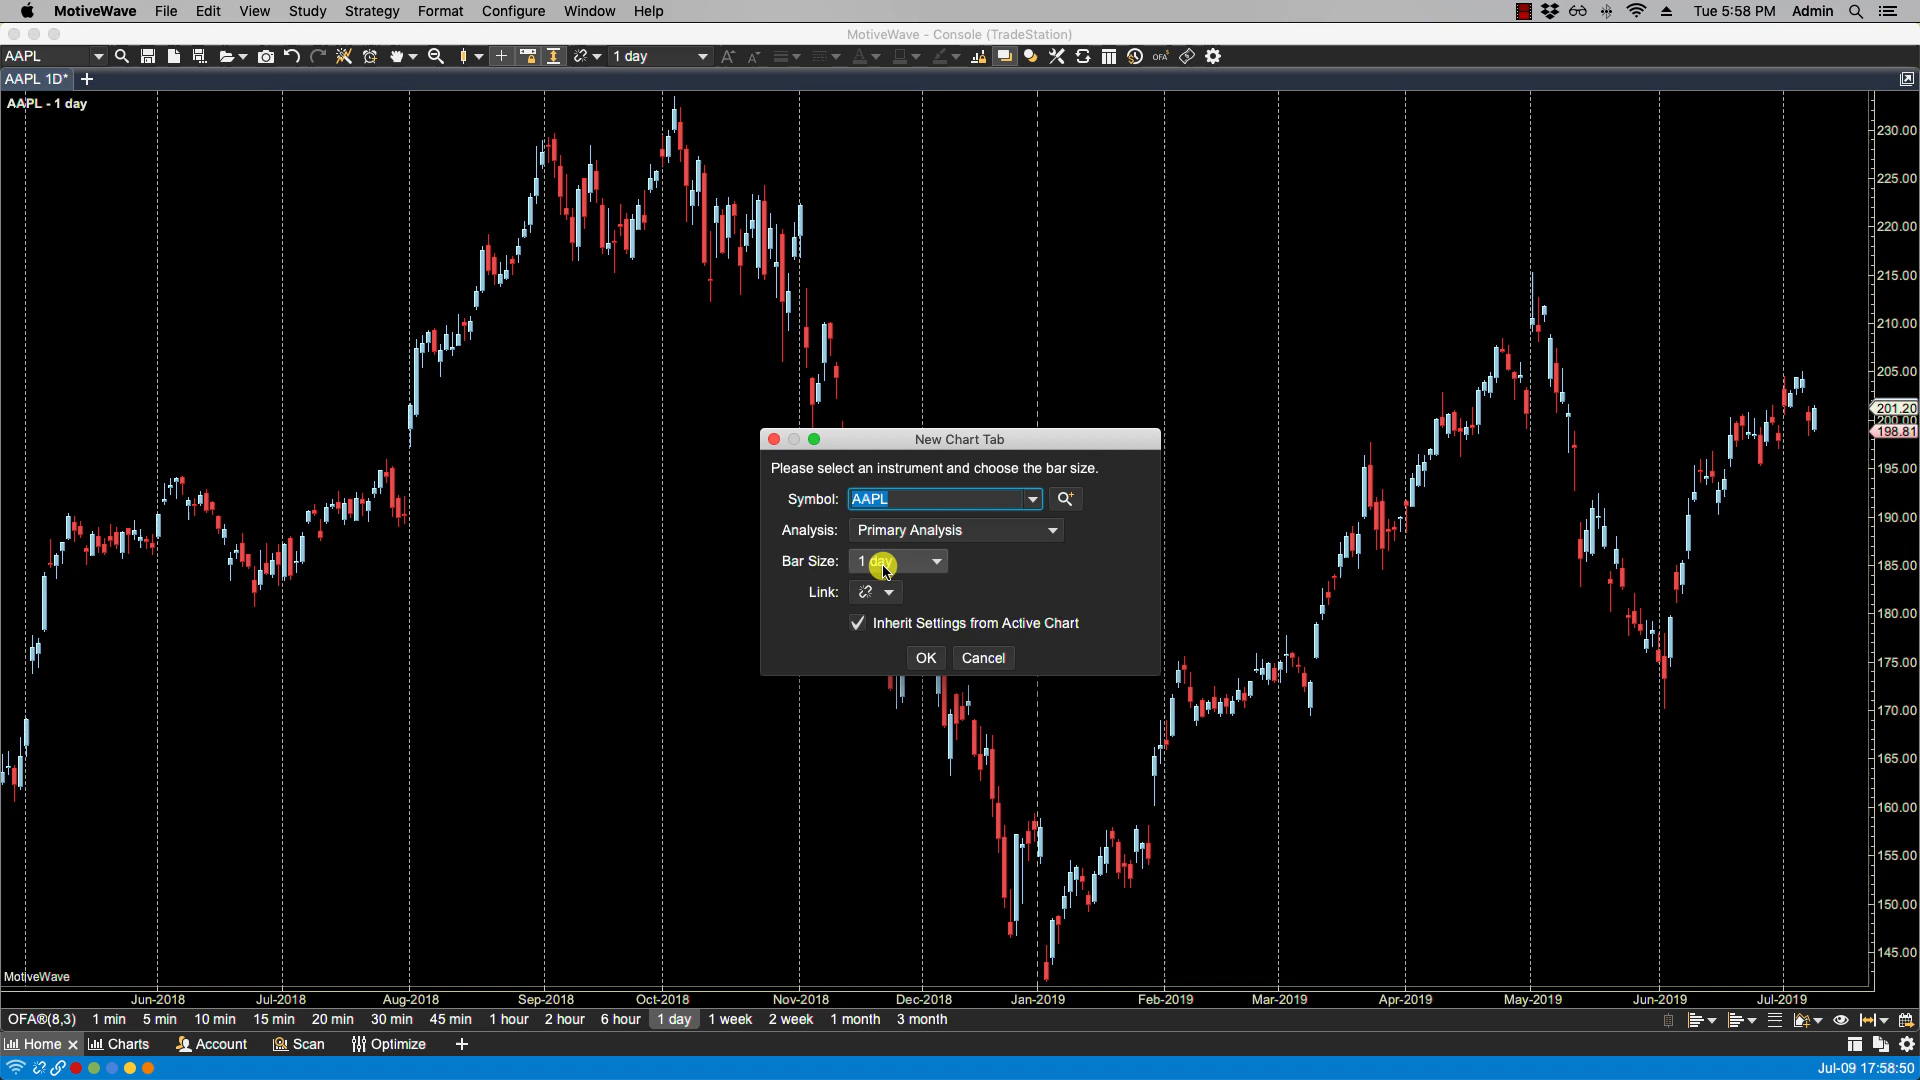 MotiveWave File Edit View Study Strategy Format Configure Window Help Tue 5:58 PM Admin
MotiveWave - Console (TradeStation)
AAPL 1 day
AAPL 1D*
AAPL - 1 day
230.00
225.00
220.00
215.00
210.00
205.00
201.20
200.00
198.81
195.00
190.00
185.00
180.00
175.00
170.00
165.00
160.00
155.00
150.00
145.00
New Chart Tab
Please select an instrument and choose the bar size.
Symbol: AAPL
Analysis: Primary Analysis
Bar Size: 1 day
Link:
Inherit Settings from Active Chart
OK Cancel
MotiveWave
Jun-2018 Jul-2018 Aug-2018 Sep-2018 Oct-2018 Nov-2018 Dec-2018 Jan-2019 Feb-2019 Mar-2019 Apr-2019 May-2019 Jun-2019 Jul-2019
OFA®(8,3) 1 min 5 min 10 min 15 min 20 min 30 min 45 min 1 hour 2 hour 6 hour 1 day 1 week 2 week 1 month 3 month
Home Charts Account Scan Optimize
Jul-09 17:58:50